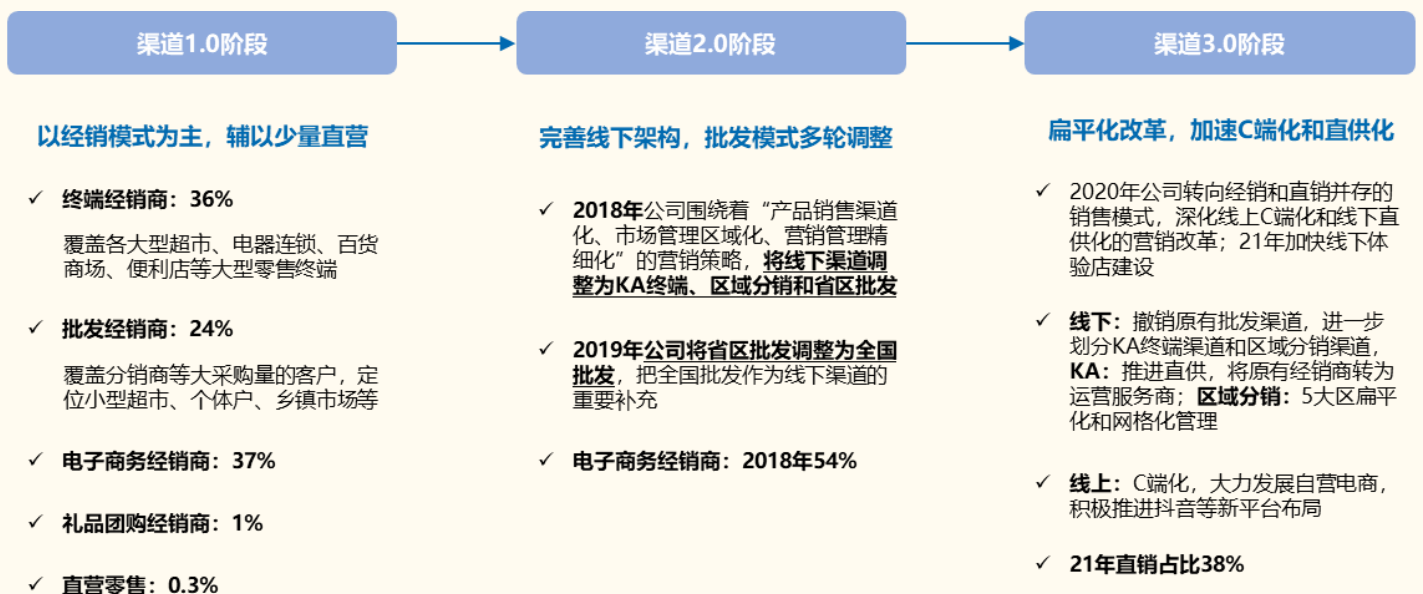 渠道1.0阶段
以经销模式为主，辅以少量直营
✓ 终端经销商：36%
覆盖各大型超市、电器连锁、百货
商场、便利店等大型零售终端
✓ 批发经销商：24%
覆盖分销商等大采购量的客户，定
位小型超市、个体户、乡镇市场等
✓ 电子商务经销商：37%
✓ 礼品团购经销商：1%
✓ 直营零售：0.3%
渠道2.0阶段
完善线下架构，批发模式多轮调整
✓ 2018年公司围绕着“产品销售渠道
化、市场管理区域化、营销管理精
细化”的营销策略，将线下渠道调
整为KA终端、区域分销和省区批发
✓ 2019年公司将省区批发调整为全国
批发，把全国批发作为线下渠道的
重要补充
✓ 电子商务经销商：2018年54%
渠道3.0阶段
扁平化改革，加速C端化和直供化
✓ 2020年公司转向经销和直销并存的
销售模式，深化线上C端化和线下直
供化的营销改革；21年加快线下体
验店建设
✓ 线下：撤销原有批发渠道，进一步
划分KA终端渠道和区域分销渠道，
KA：推进直供，将原有经销商转为
运营服务商；区域分销：5大区扁平
化和网格化管理
✓ 线上：C端化，大力发展自营电商，
积极推进抖音等新平台布局
✓ 21年直销占比38%